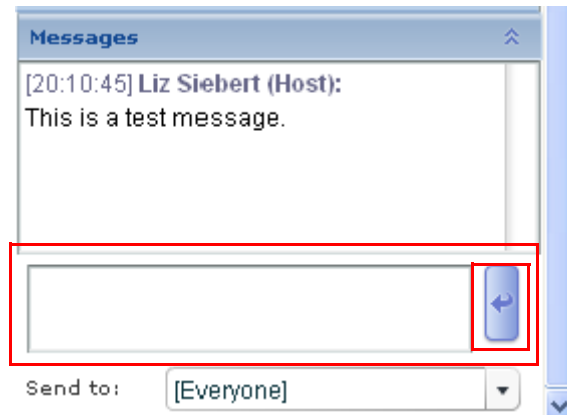 Messages
[20:10:45] Liz Siebert (Host):
This is a test message.
Send to: [Everyone]